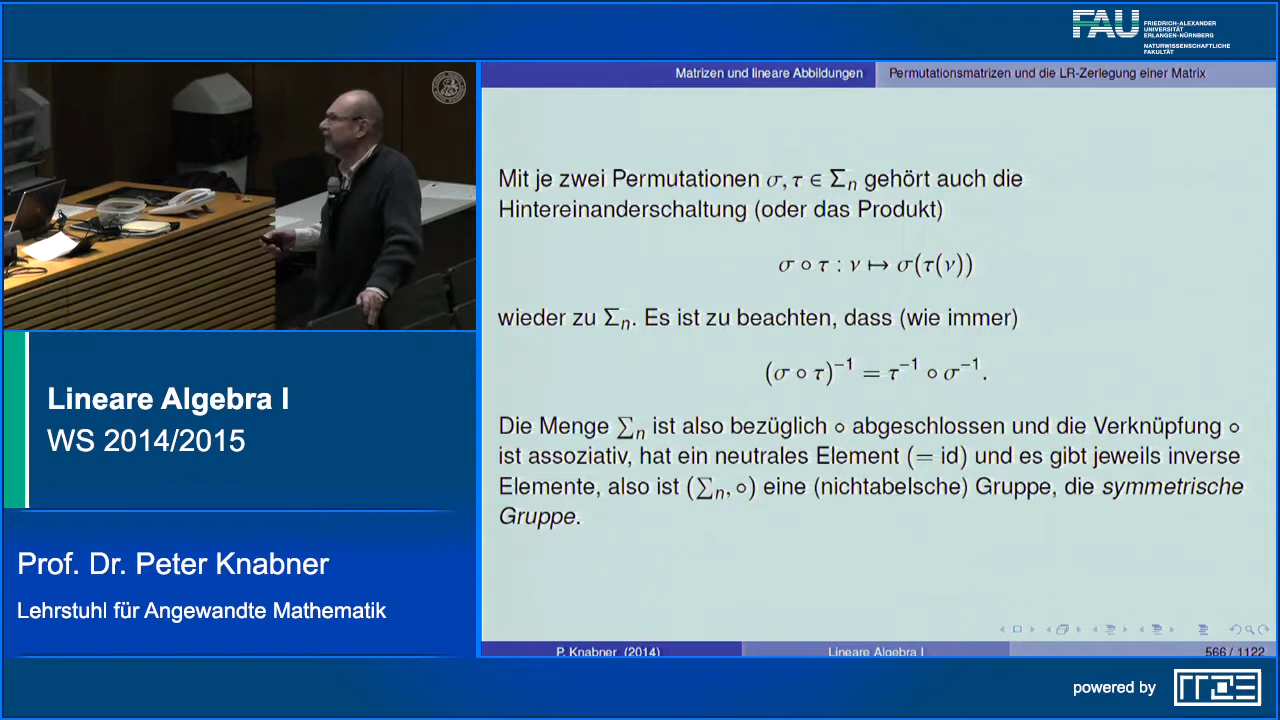 FAU
FRIEDRICH-ALEXANDER
UNIVERSITÄT
ERLANGEN-NÜRNBERG
NATURWISSENSCHAFTLICHE
FAKULTÄT
Matrizen und lineare Abbildungen
Permutationsmatrizen und die LR-Zerlegung einer Matrix
Mit je zwei Permutationen σ, τ ∈ Σₙ gehört auch die
Hintereinanderschaltung (oder das Produkt)
σ ∘ τ : ν ↦ σ(τ(ν))
wieder zu Σₙ. Es ist zu beachten, dass (wie immer)
(σ ∘ τ)⁻¹ = τ⁻¹ ∘ σ⁻¹.
Die Menge ∑ₙ ist also bezüglich ∘ abgeschlossen und die Verknüpfung ∘
ist assoziativ, hat ein neutrales Element (= id) und es gibt jeweils inverse
Elemente, also ist (∑ₙ, ∘) eine (nichtabelsche) Gruppe, die symmetrische
Gruppe.
Lineare Algebra I
WS 2014/2015
Prof. Dr. Peter Knabner
Lehrstuhl für Angewandte Mathematik
P. Knabner (2014)
Lineare Algebra I
566 / 1122
powered by
RRZE